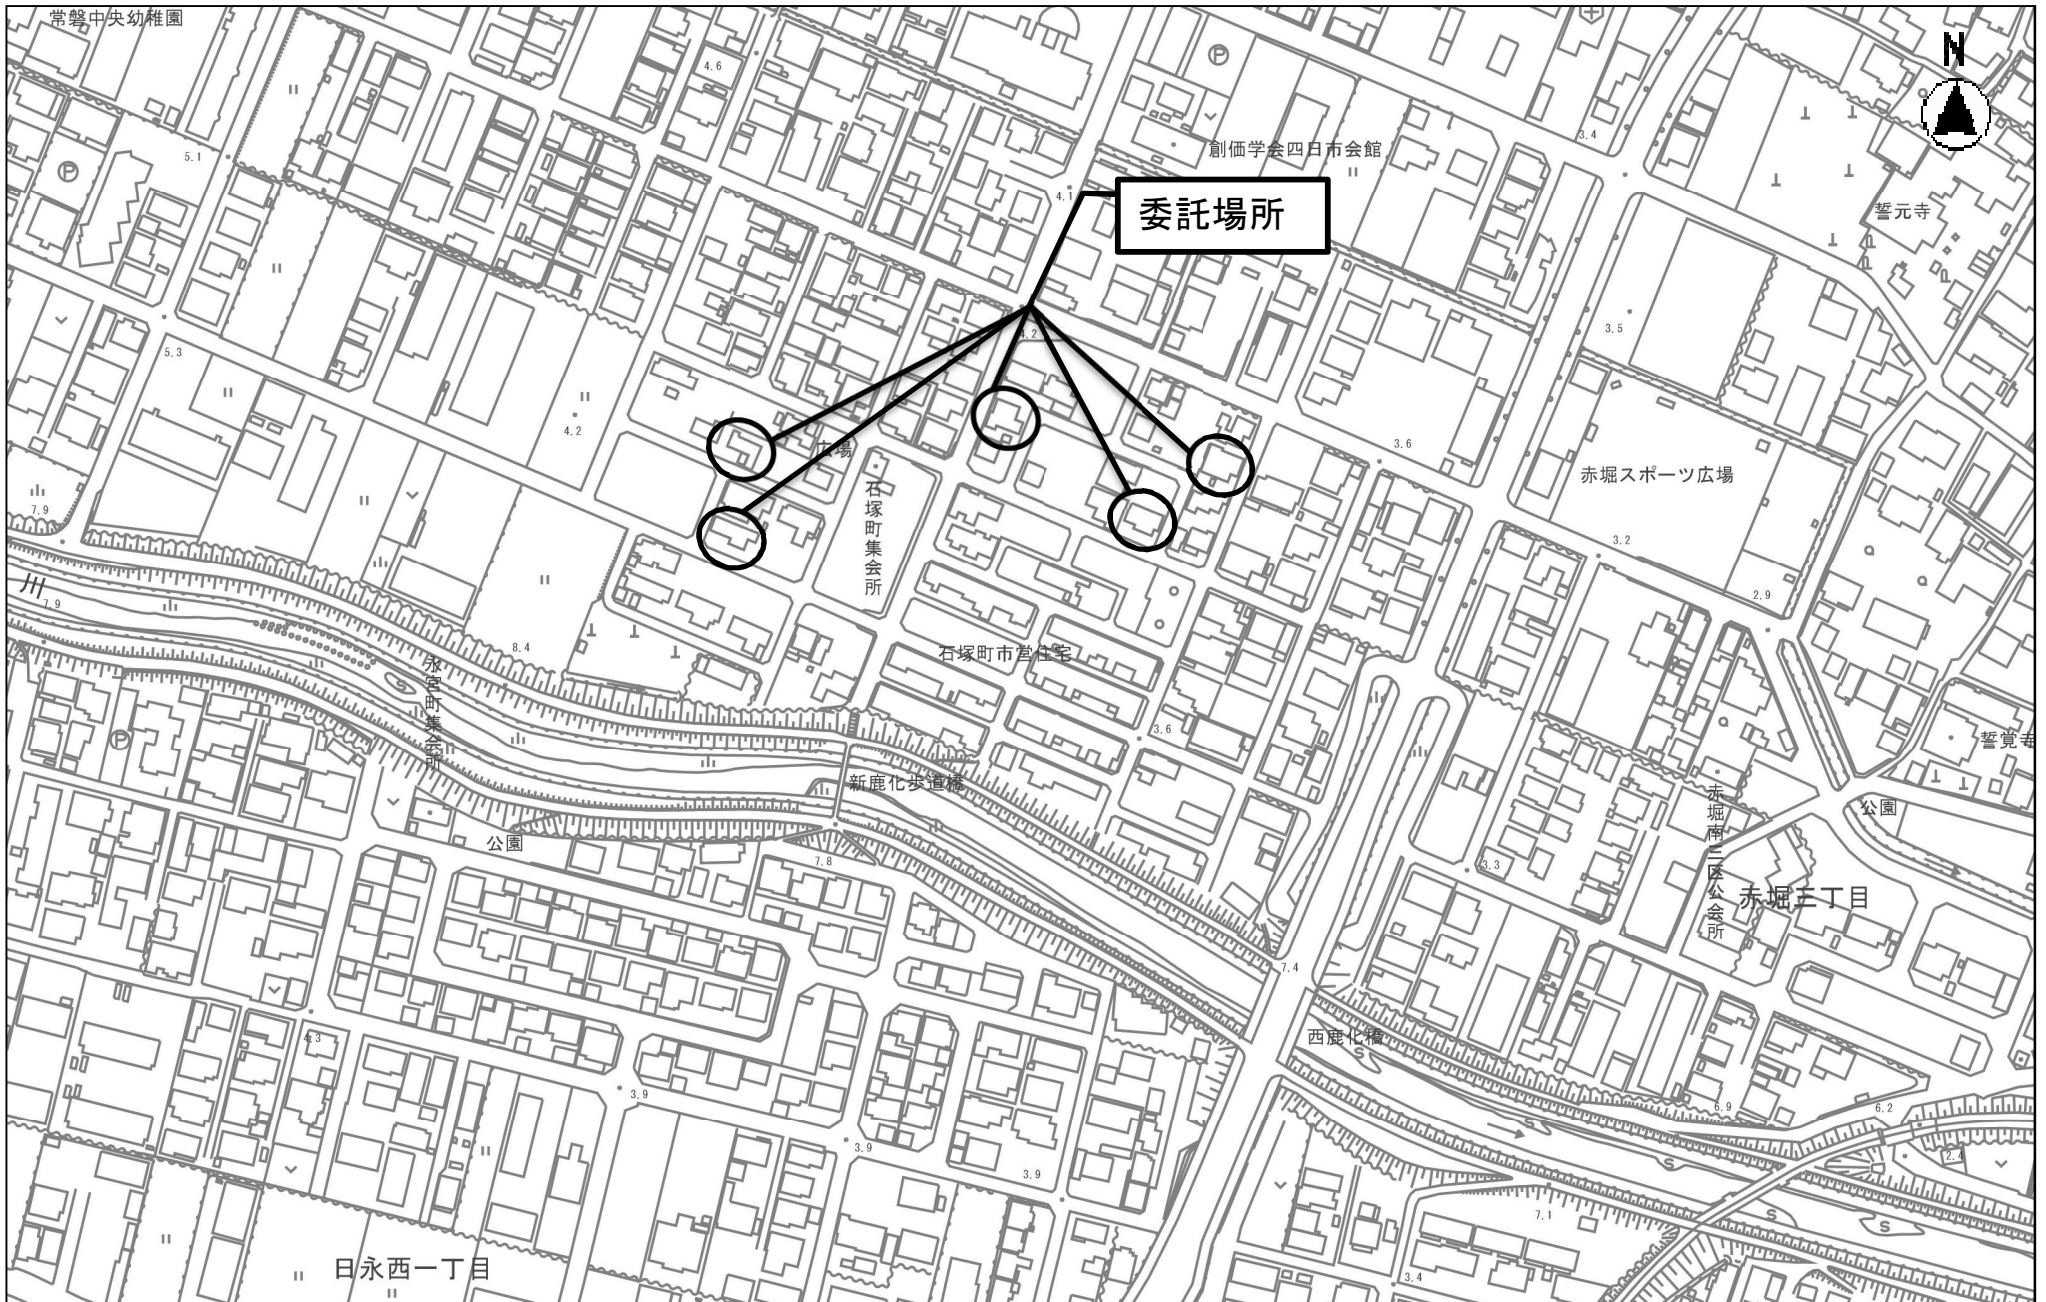 常磐中央幼稚園
N
4.6
創価学会四日市会館
3.4
5.1
4.1
委託場所
誓元寺
3.5
4.2
5.3
4.2
広場
3.6
赤堀スポーツ広場
石塚町集会所
7.9
3.2
川
7.9
2.9
8.4
石塚町市営住宅
永宮町集会所
3.6
誓覚寺
新鹿化歩道橋
赤堀南三区公会所
公園
公園
7.8
3.3
赤堀三丁目
7.4
4.3
西鹿化橋
3.9
6.9
6.2
3.9
3.9
2.4
7.1
日永西一丁目
3.4